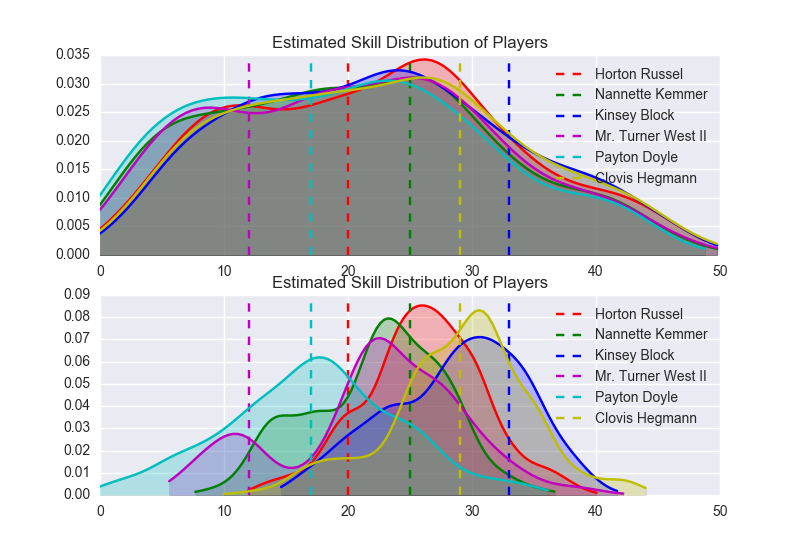 Estimated Skill Distribution of Players
0.035
0.030
0.025
0.020
0.015
0.010
0.005
0.000
Horton Russel
Nannette Kemmer
Kinsey Block
Mr. Turner West II
Payton Doyle
Clovis Hegmann
0 10 20 30 40 50
Estimated Skill Distribution of Players
0.09
0.08
0.07
0.06
0.05
0.04
0.03
0.02
0.01
0.00
Horton Russel
Nannette Kemmer
Kinsey Block
Mr. Turner West II
Payton Doyle
Clovis Hegmann
0 10 20 30 40 50